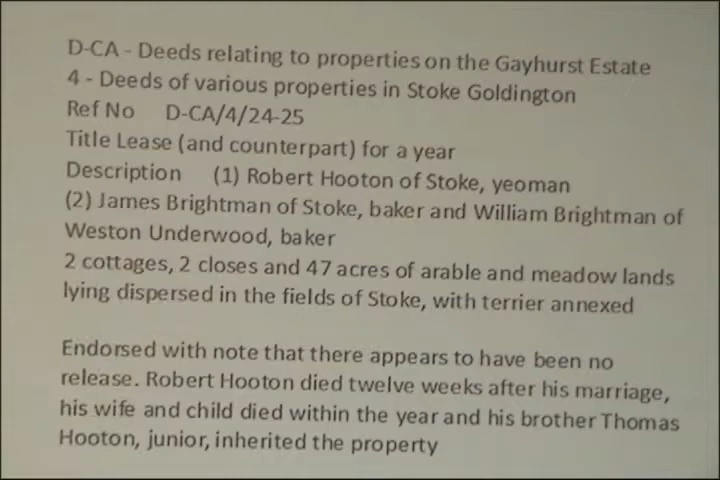 D-CA - Deeds relating to properties on the Gayhurst Estate
4 - Deeds of various properties in Stoke Goldington
Ref No D-CA/4/24-25
Title Lease (and counterpart) for a year
Description (1) Robert Hooton of Stoke, yeoman
(2) James Brightman of Stoke, baker and William Brightman of
Weston Underwood, baker
2 cottages, 2 closes and 47 acres of arable and meadow lands
lying dispersed in the fields of Stoke, with terrier annexed
Endorsed with note that there appears to have been no
release. Robert Hooton died twelve weeks after his marriage,
his wife and child died within the year and his brother Thomas
Hooton, junior, inherited the property